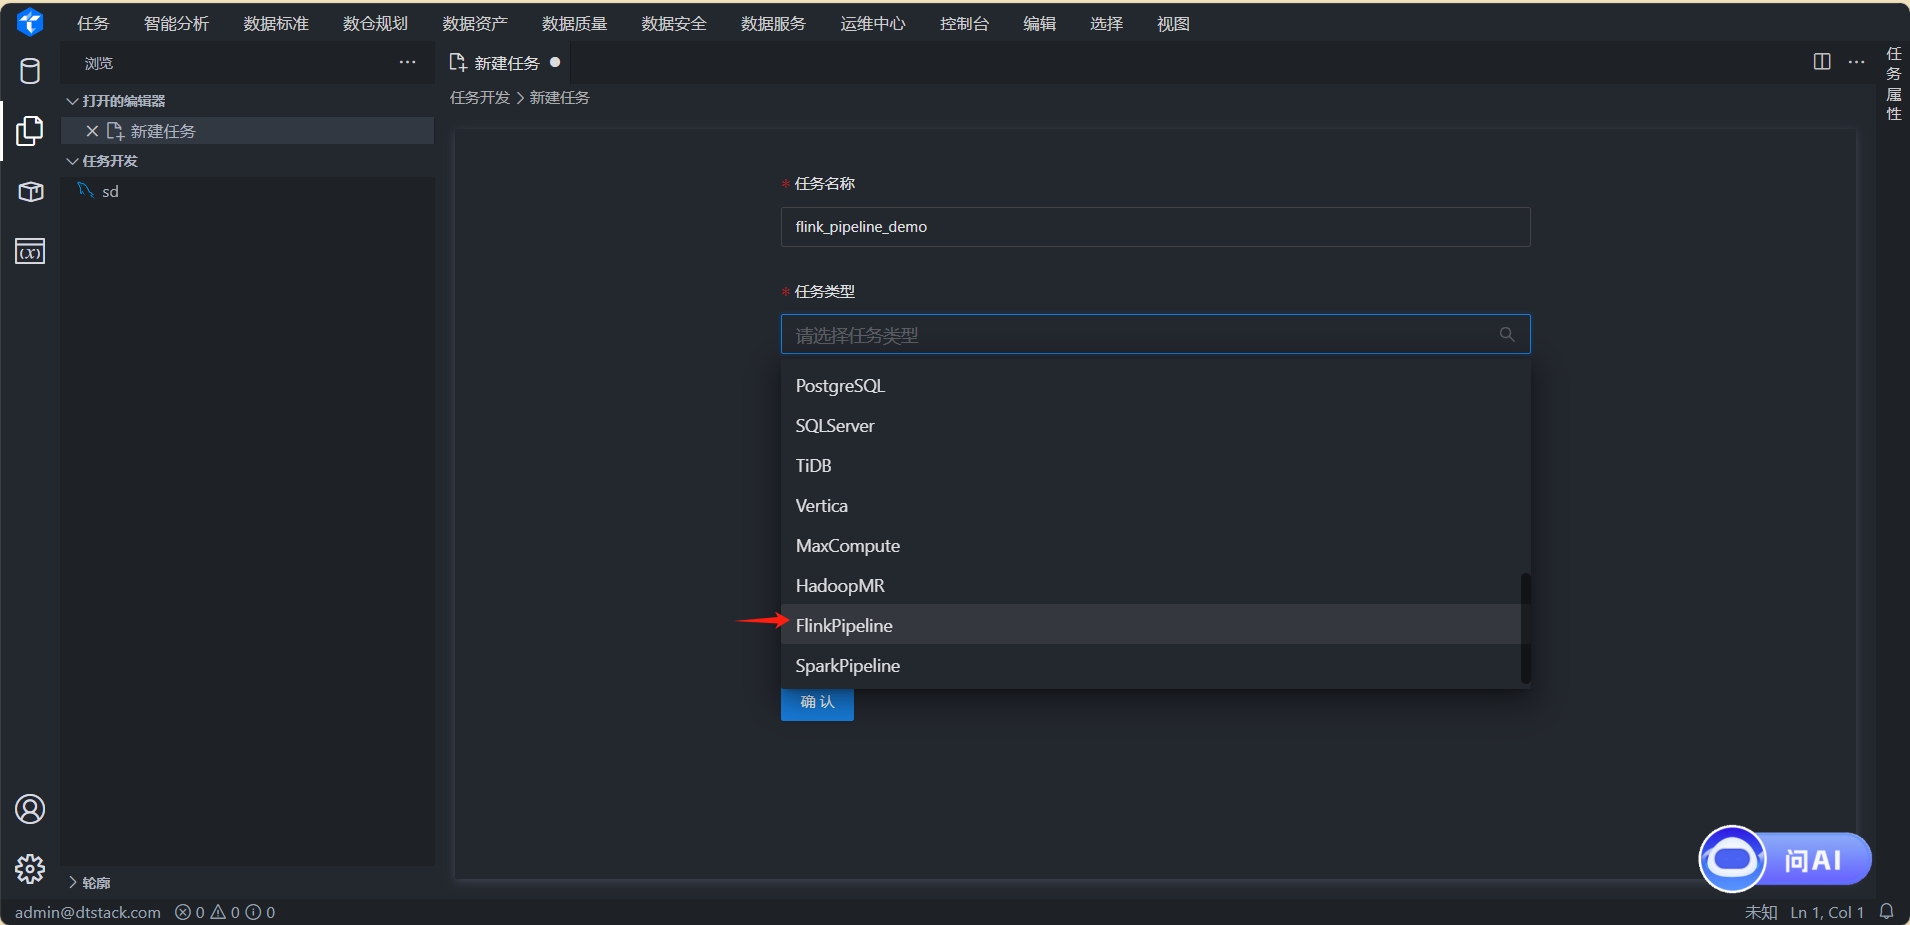 任务 智能分析 数据标准 数仓规划 数据资产 数据质量 数据安全 数据服务 运维中心 控制台 编辑 选择 视图
浏览
新建任务
任务属性
任务开发 > 新建任务
打开的编辑器
新建任务
任务开发
sd
* 任务名称
flink_pipeline_demo
* 任务类型
请选择任务类型
PostgreSQL
SQLServer
TiDB
Vertica
MaxCompute
HadoopMR
FlinkPipeline
SparkPipeline
确 认
问AI
轮廓
admin@dtstack.com 0 0 0
未知 Ln 1, Col 1